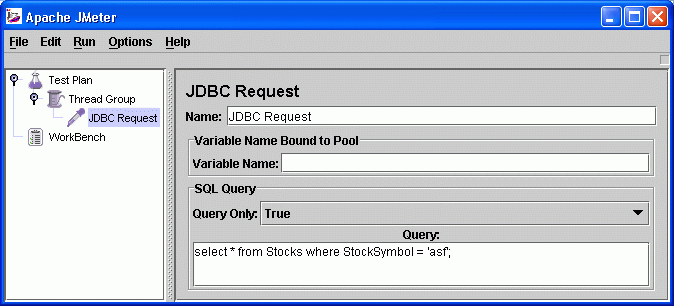 Apache JMeter
File Edit Run Options Help
Test Plan
Thread Group
JDBC Request
WorkBench
JDBC Request
Name: JDBC Request
Variable Name Bound to Pool
Variable Name:
SQL Query
Query Only: True
Query:
select * from Stocks where StockSymbol = 'asf';